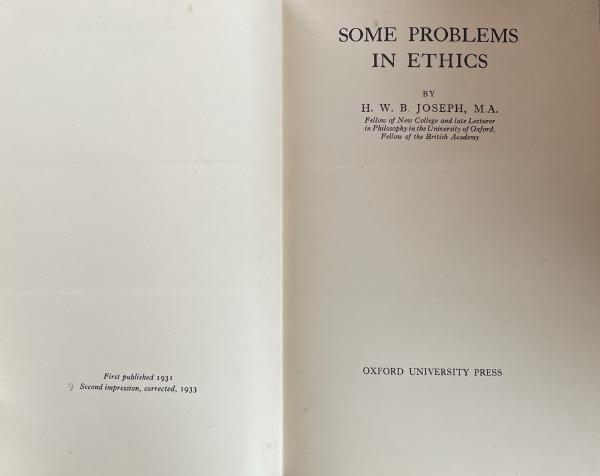 First published 1931
Second impression, corrected, 1933
SOME PROBLEMS
IN ETHICS
BY
H. W. B. JOSEPH, M.A.
Fellow of New College and late Lecturer
in Philosophy in the University of Oxford,
Fellow of the British Academy
OXFORD UNIVERSITY PRESS